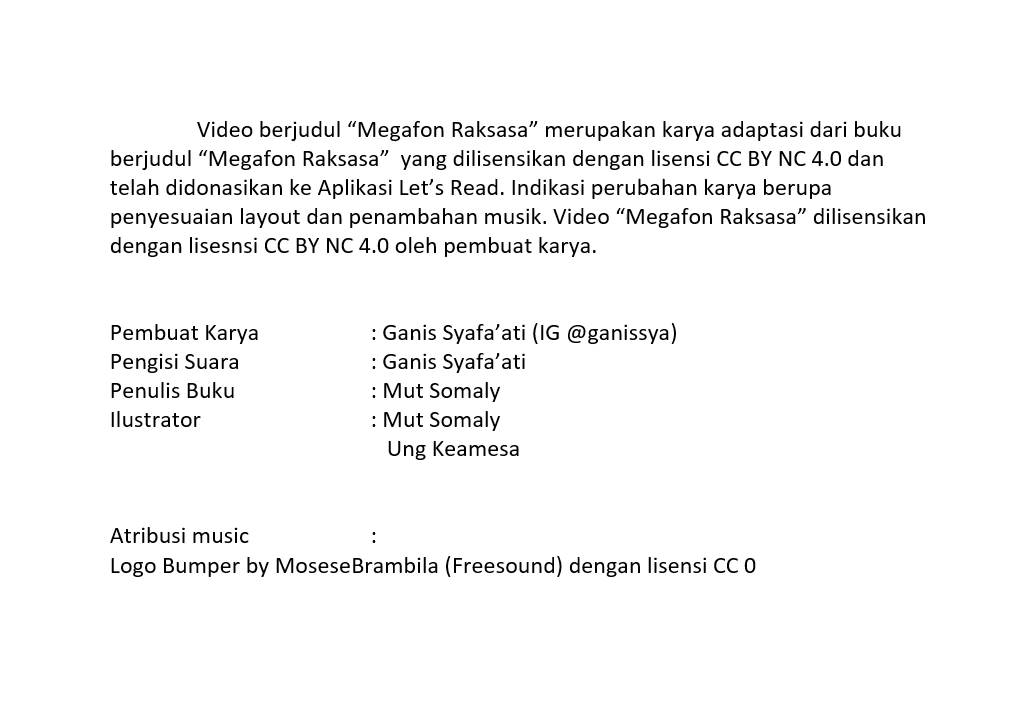 Video berjudul “Megafon Raksasa” merupakan karya adaptasi dari buku
berjudul “Megafon Raksasa”  yang dilisensikan dengan lisensi CC BY NC 4.0 dan
telah didonasikan ke Aplikasi Let’s Read. Indikasi perubahan karya berupa
penyesuaian layout dan penambahan musik. Video “Megafon Raksasa” dilisensikan
dengan lisesnsi CC BY NC 4.0 oleh pembuat karya.
Pembuat Karya : Ganis Syafa’ati (IG @ganissya)
Pengisi Suara : Ganis Syafa’ati
Penulis Buku : Mut Somaly
Ilustrator : Mut Somaly
Ung Keamesa
Atribusi music :
Logo Bumper by MoseseBrambila (Freesound) dengan lisensi CC 0